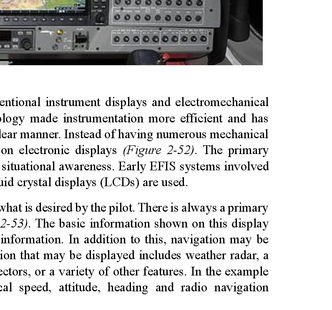 entional instrument displays and electromechanical
ology made instrumentation more efficient and has
lear manner. Instead of having numerous mechanical
on electronic displays (Figure 2-52). The primary
situational awareness. Early EFIS systems involved
uid crystal displays (LCDs) are used.
what is desired by the pilot. There is always a primary
2-53). The basic information shown on this display
information. In addition to this, navigation may be
ion that may be displayed includes weather radar, a
ectors, or a variety of other features. In the example
cal speed, attitude, heading and radio navigation